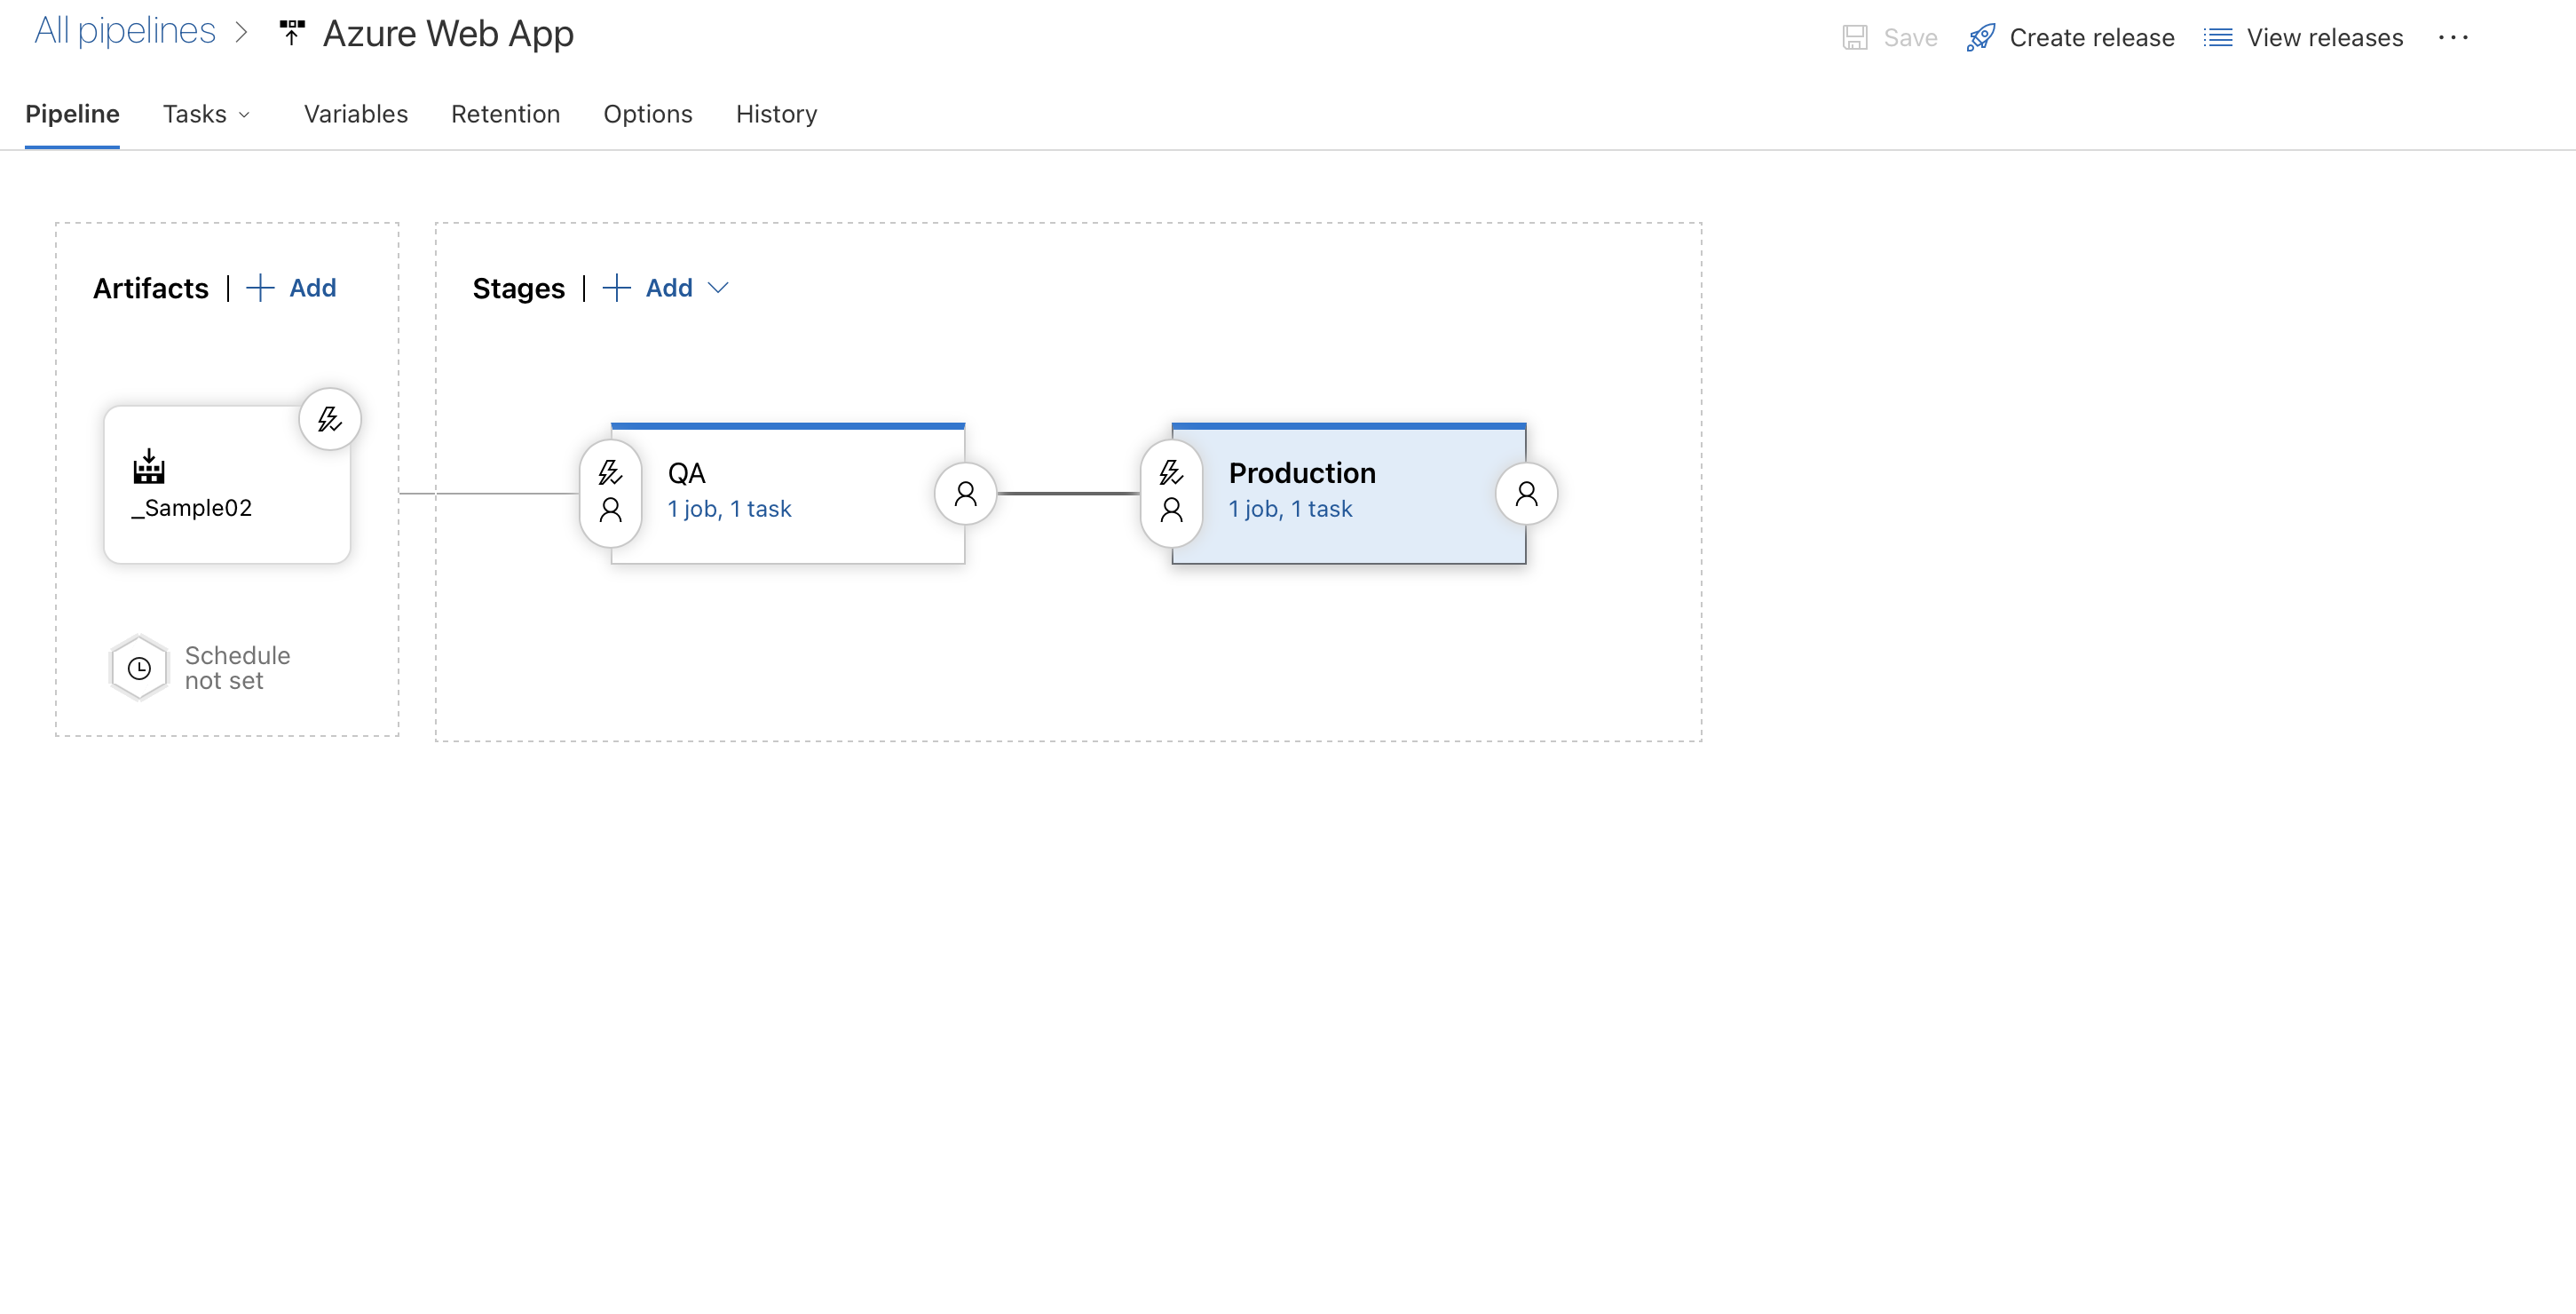 All pipelines > Azure Web App
Save Create release View releases ...
Pipeline Tasks Variables Retention Options History
Artifacts | + Add
Stages | + Add
_Sample02
QA
1 job, 1 task
Production
1 job, 1 task
Schedule
not set